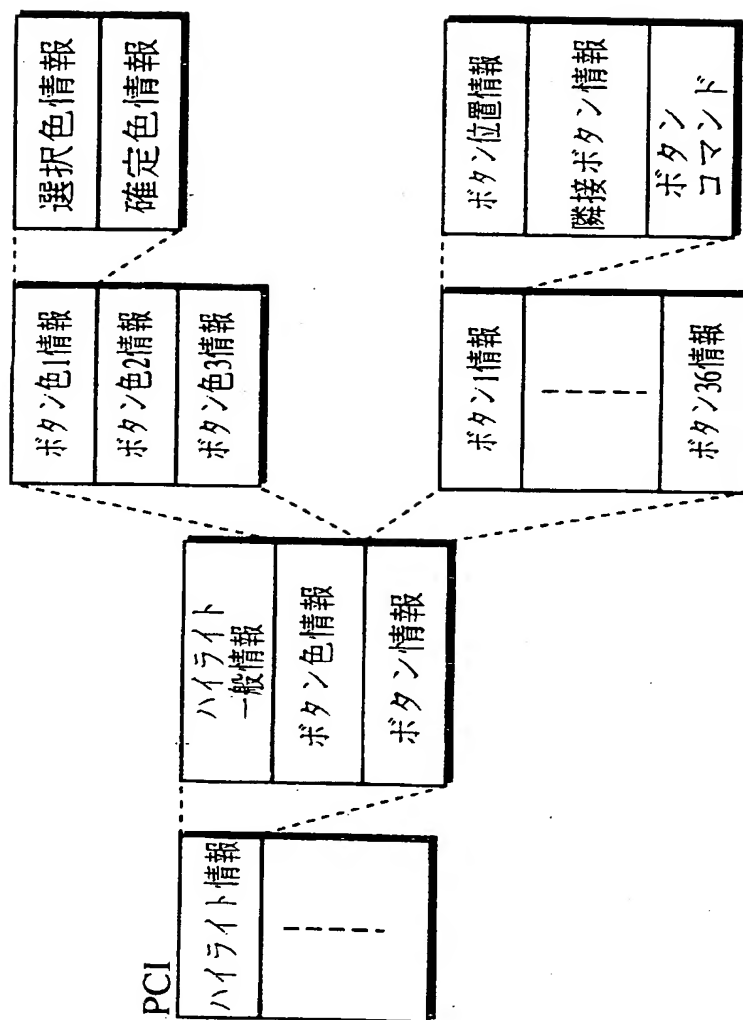 PCI
ハイライト情報
ハイライト
一般情報
ボタン色情報
ボタン情報
ボタン色1情報
ボタン色2情報
ボタン色3情報
選択色情報
確定色情報
ボタン1情報
ボタン36情報
ボタン位置情報
隣接ボタン情報
ボタン
コマンド